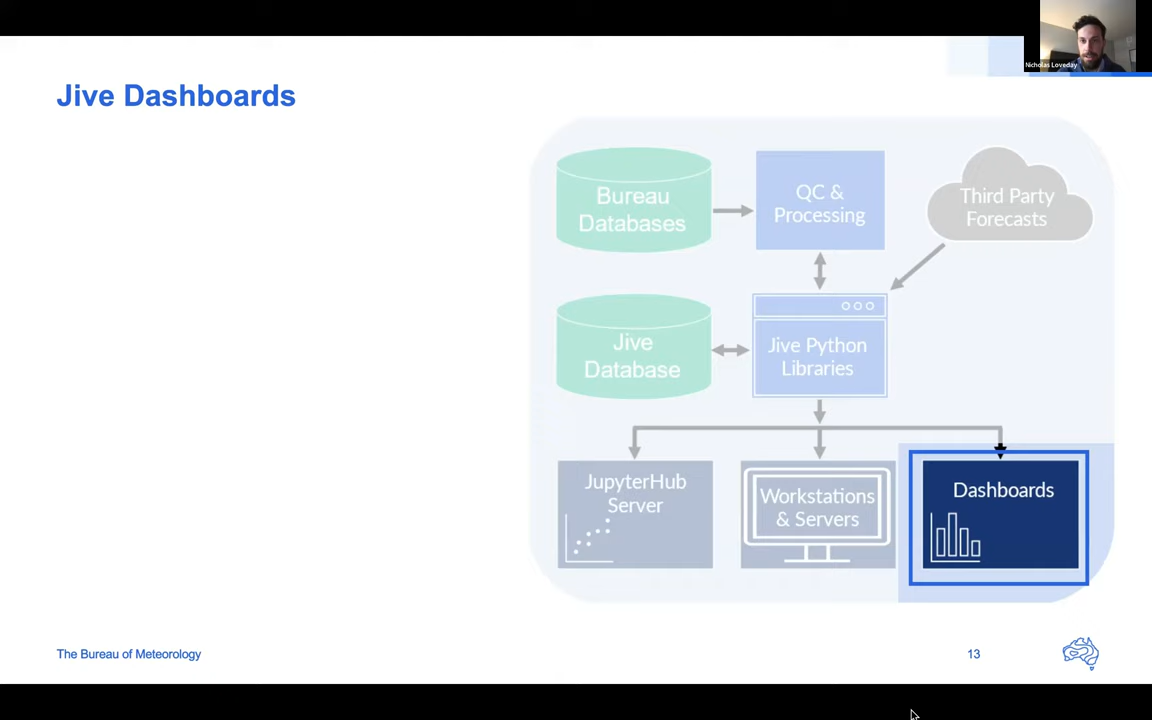 Nicholas Loveday
Jive Dashboards
Bureau
Databases
QC &
Processing
Third Party
Forecasts
Jive
Database
Jive Python
Libraries
JupyterHub
Server
Workstations
& Servers
Dashboards
The Bureau of Meteorology
13